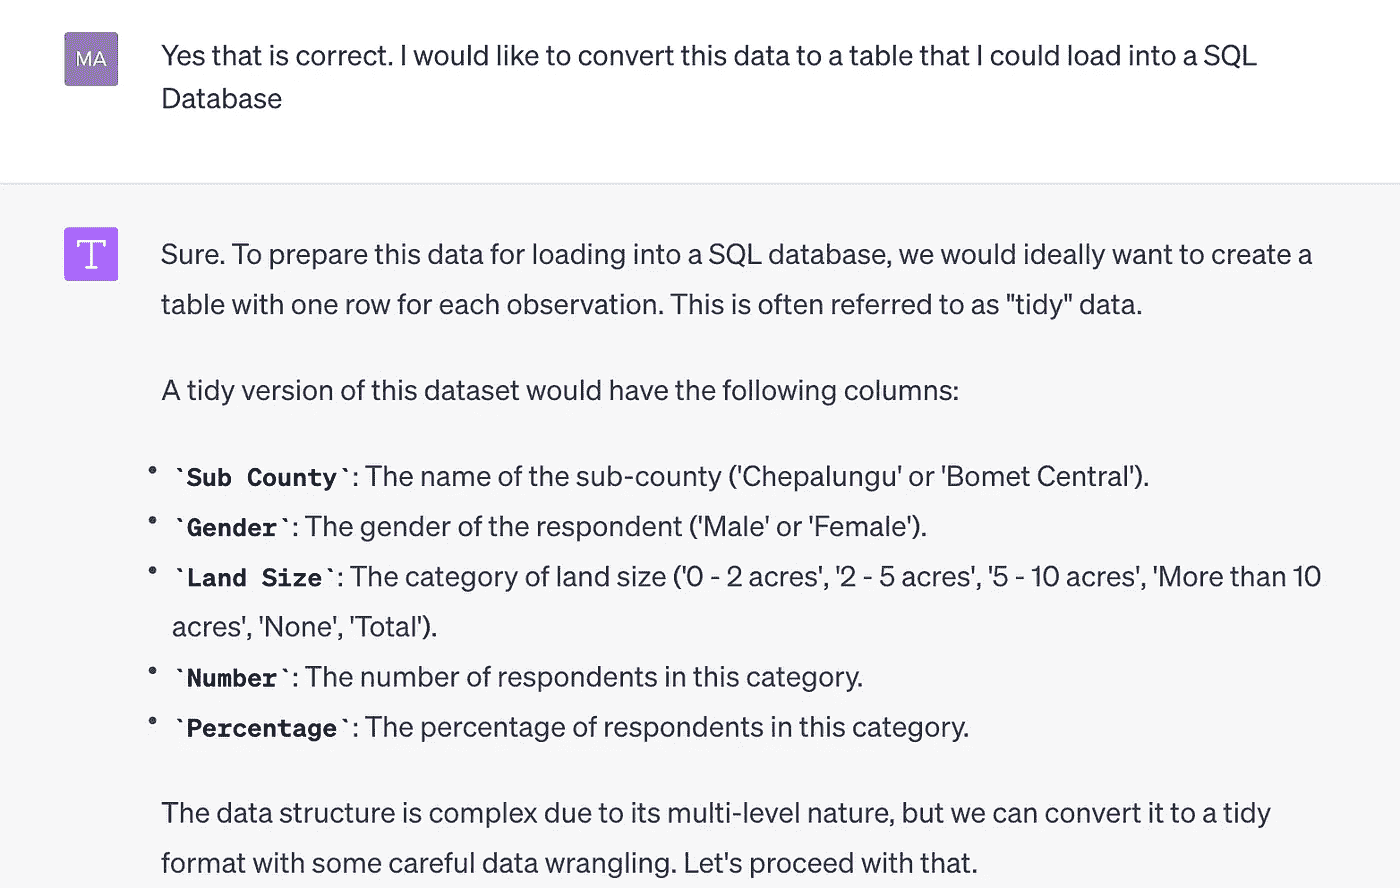 MA
Yes that is correct. I would like to convert this data to a table that I could load into a SQL
Database
T
Sure. To prepare this data for loading into a SQL database, we would ideally want to create a
table with one row for each observation. This is often referred to as "tidy" data.
A tidy version of this dataset would have the following columns:
• `Sub County`: The name of the sub-county ('Chepalungu' or 'Bomet Central').
• `Gender`: The gender of the respondent ('Male' or 'Female').
• `Land Size`: The category of land size ('0 - 2 acres', '2 - 5 acres', '5 - 10 acres', 'More than 10
acres', 'None', 'Total').
• `Number`: The number of respondents in this category.
• `Percentage`: The percentage of respondents in this category.
The data structure is complex due to its multi-level nature, but we can convert it to a tidy
format with some careful data wrangling. Let's proceed with that.